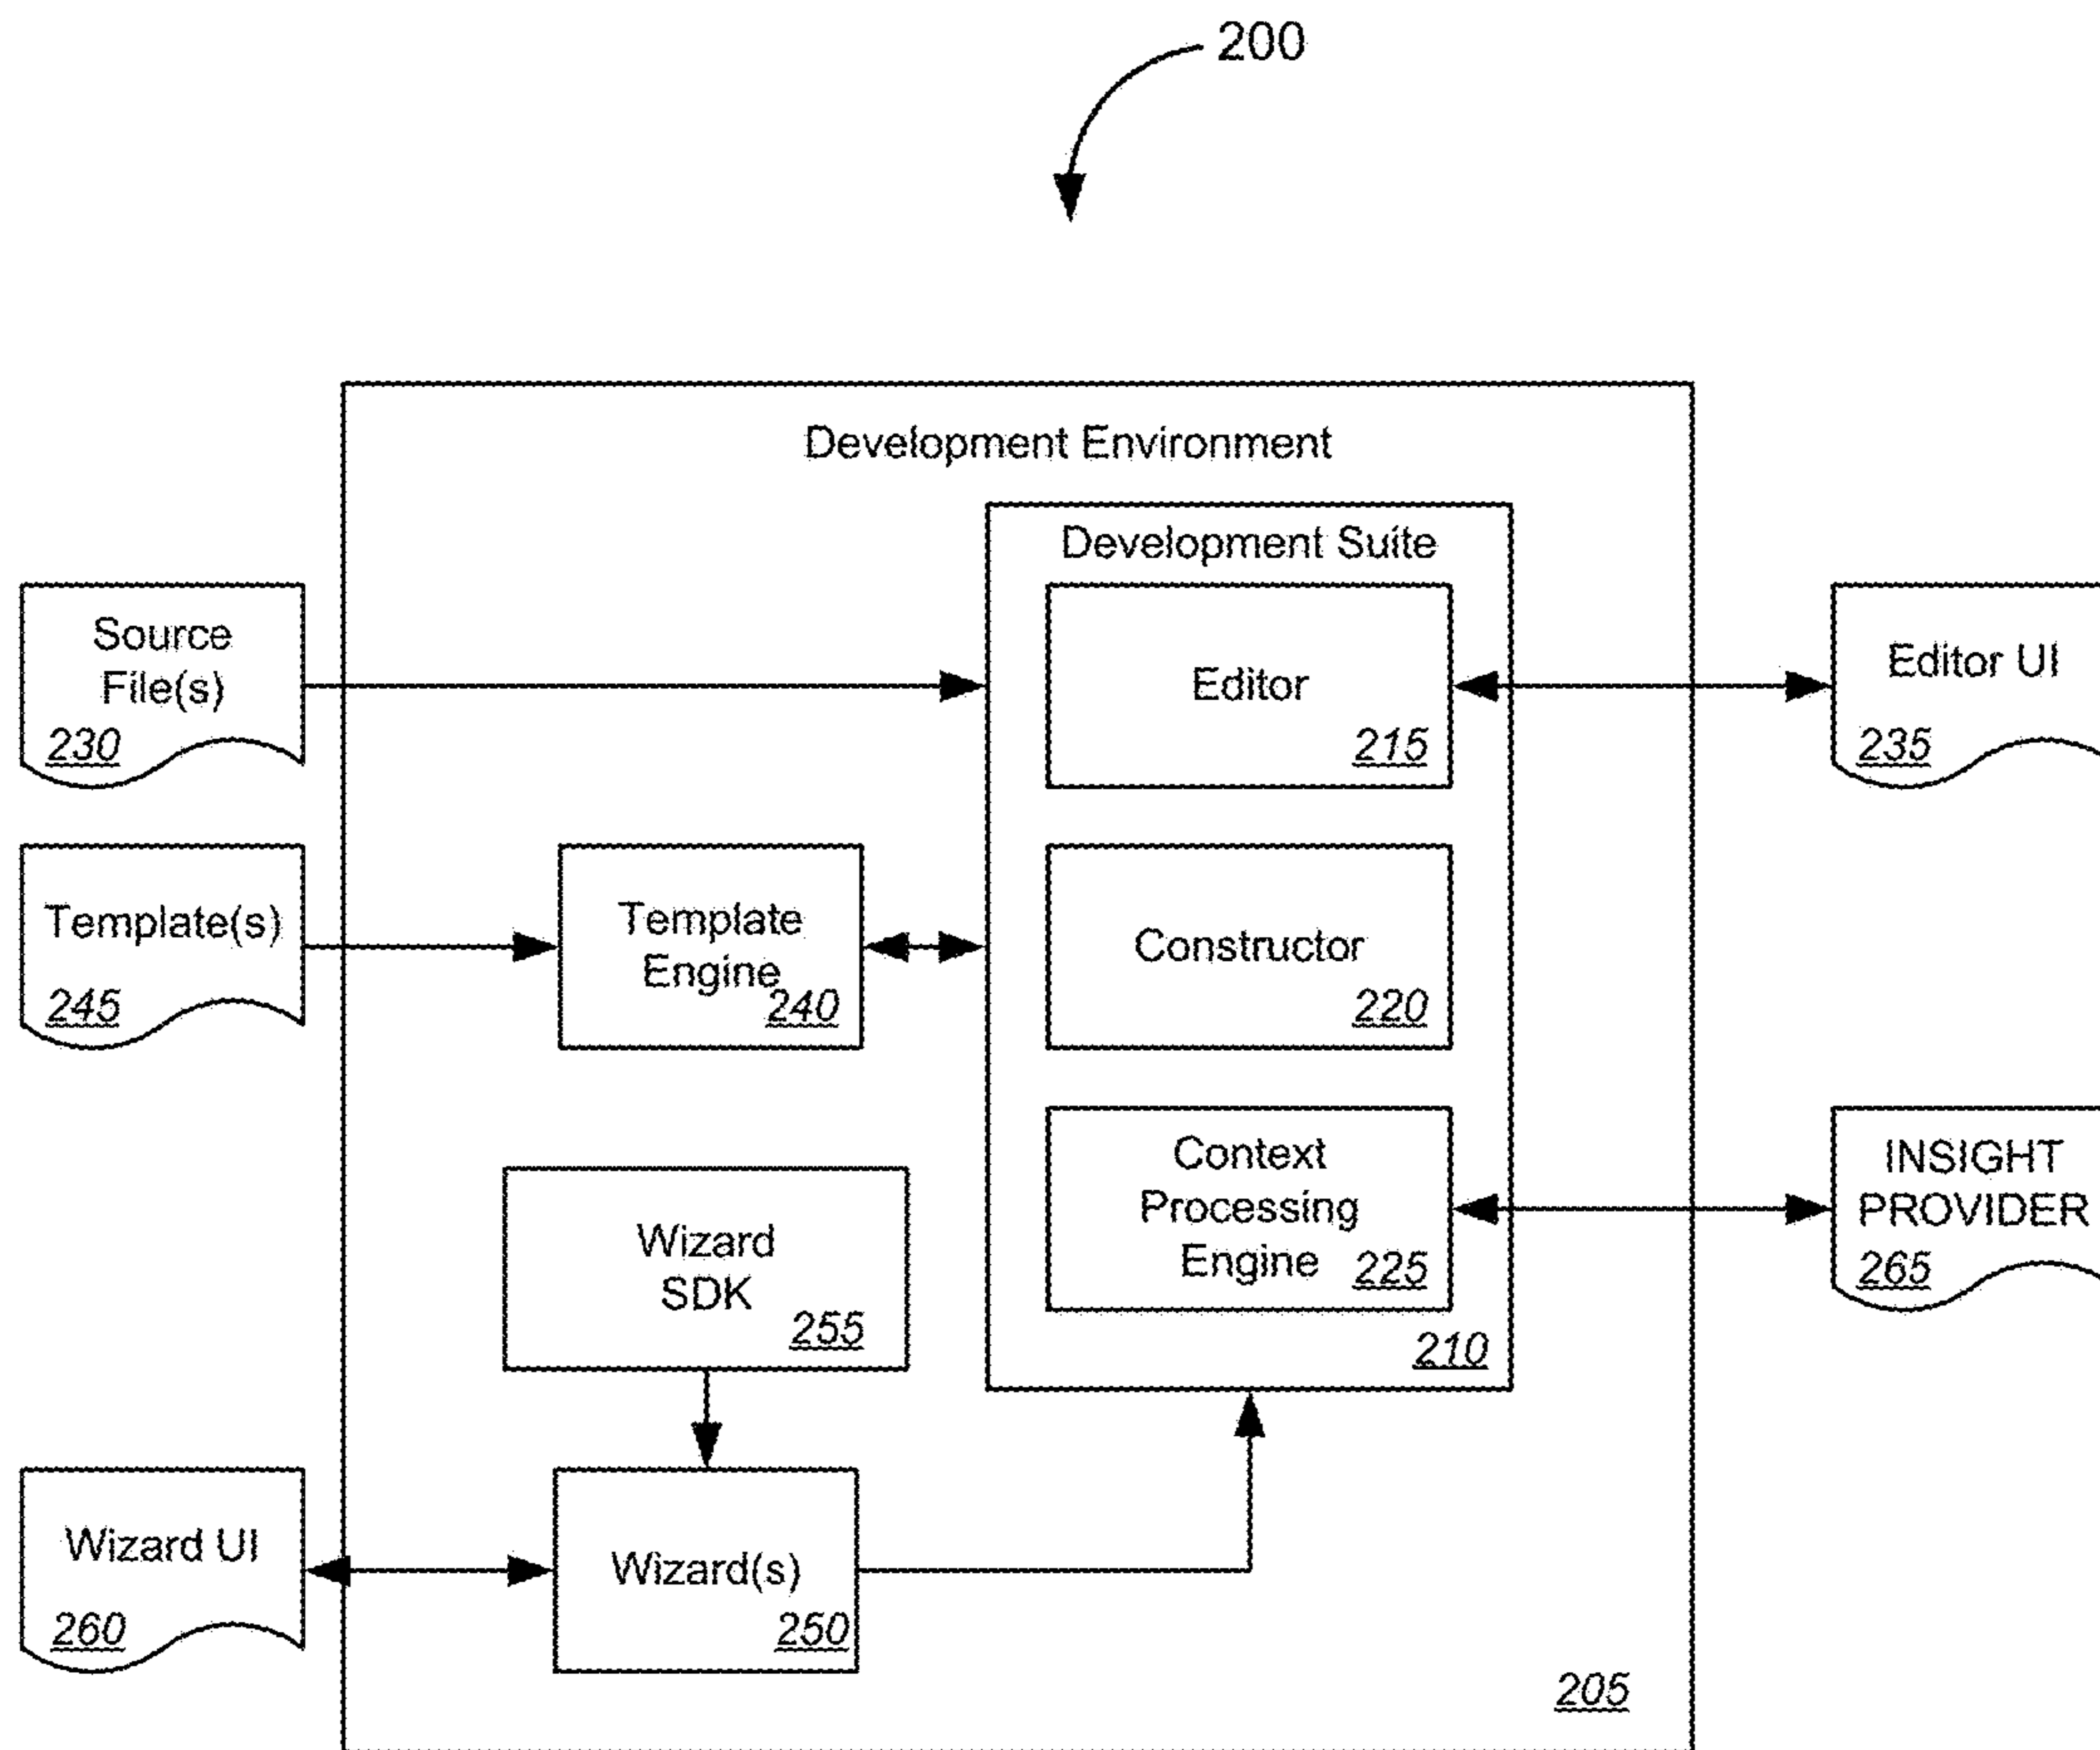 200
Development Environment
Development Suite
Source
File(s)
230
Editor
215
Editor UI
235
Template(s)
245
Template
Engine
240
Constructor
220
Context
Processing
Engine
225
INSIGHT
PROVIDER
265
210
Wizard
SDK
255
Wizard UI
260
Wizard(s)
250
205